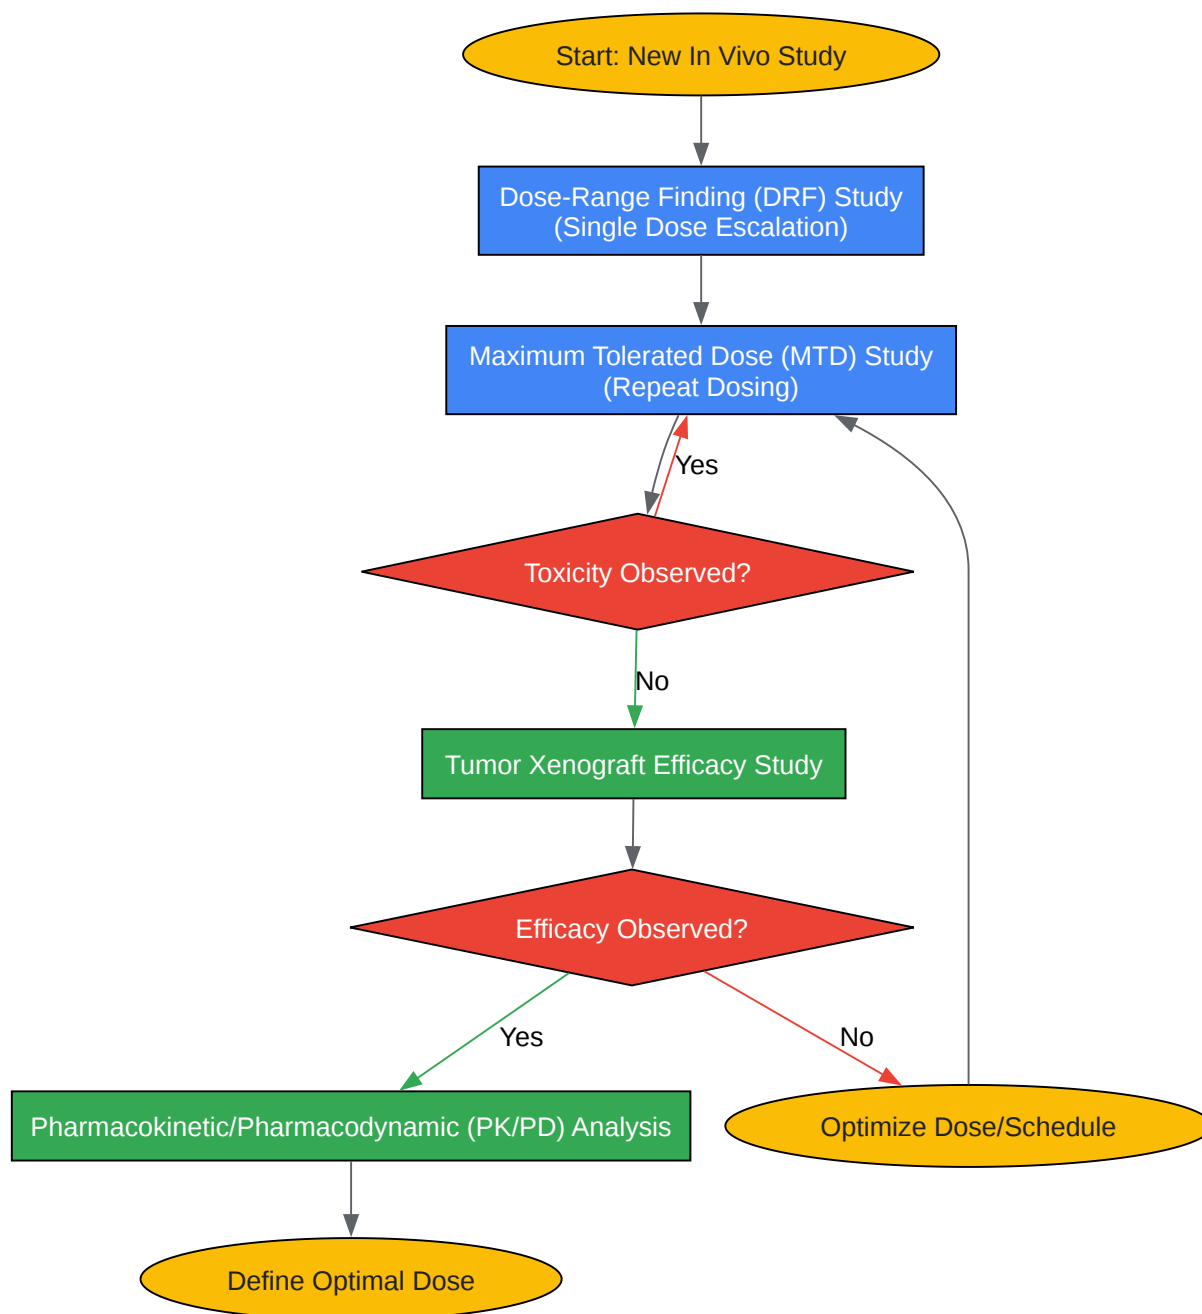 Start: New In Vivo Study
Dose-Range Finding (DRF) Study
(Single Dose Escalation)
Maximum Tolerated Dose (MTD) Study
(Repeat Dosing)
Yes
Toxicity Observed?
No
Tumor Xenograft Efficacy Study
Efficacy Observed?
Yes
No
Pharmacokinetic/Pharmacodynamic (PK/PD) Analysis
Optimize Dose/Schedule
Define Optimal Dose